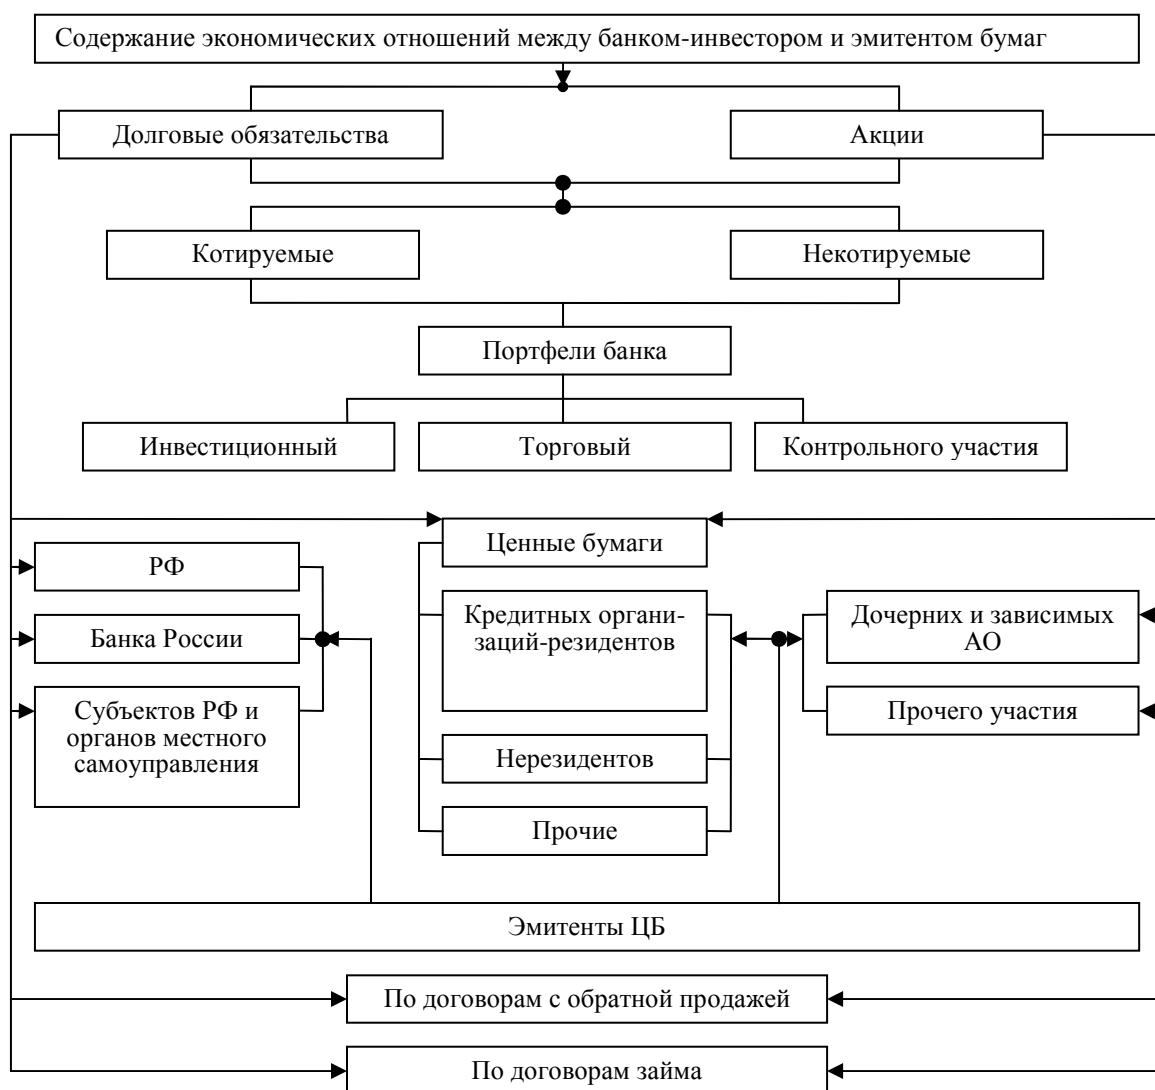 Содержание экономических отношений между банком-инвестором и эмитентом бумаг
Долговые обязательства
Акции
Котируемые
Некотируемые
Портфели банка
Инвестиционный
Торговый
Контрольного участия
Ценные бумаги
РФ
Банка России
Субъектов РФ и
органов местного
самоуправления
Кредитных органи-
заций-резидентов
Нерезидентов
Прочие
Дочерних и зависимых
АО
Прочего участия
Эмитенты ЦБ
По договорам с обратной продажей
По договорам займа